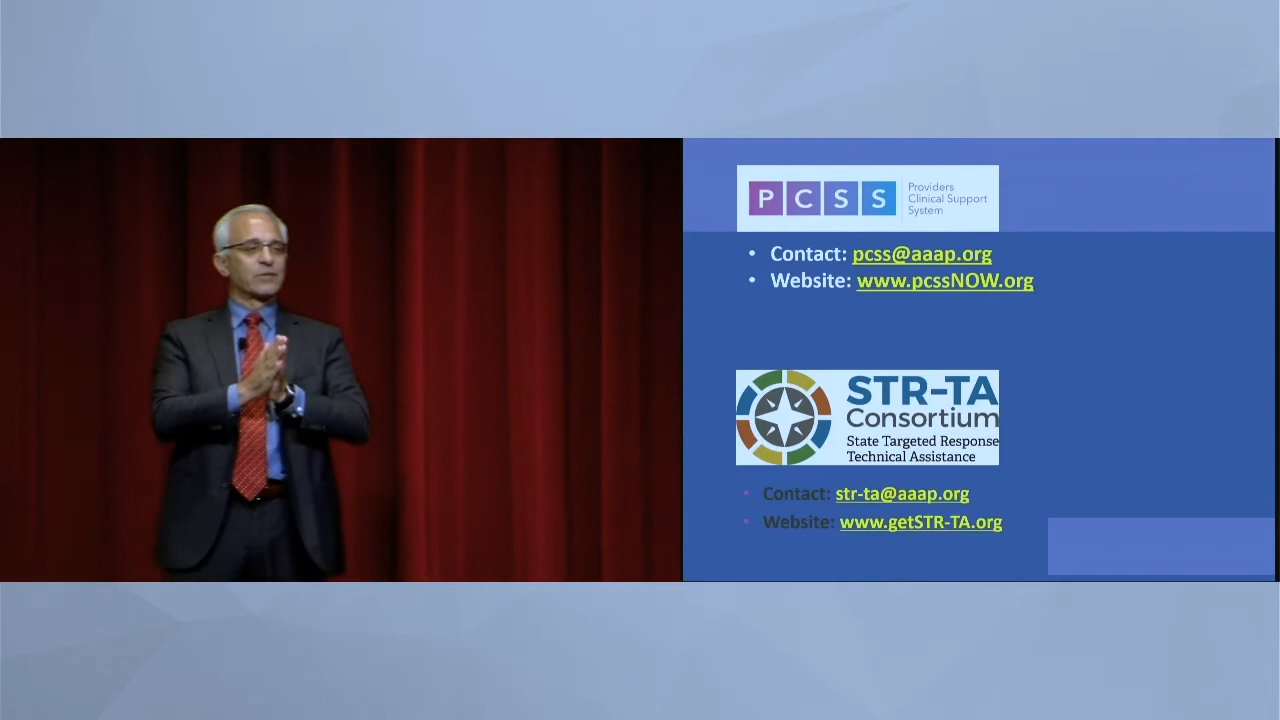 PCSS
Providers
Clinical Support
System
• Contact: pcss@aaap.org
• Website: www.pcssNOW.org
STR-TA
Consortium
State Targeted Response
Technical Assistance
• Contact: str-ta@aaap.org
• Website: www.getSTR-TA.org